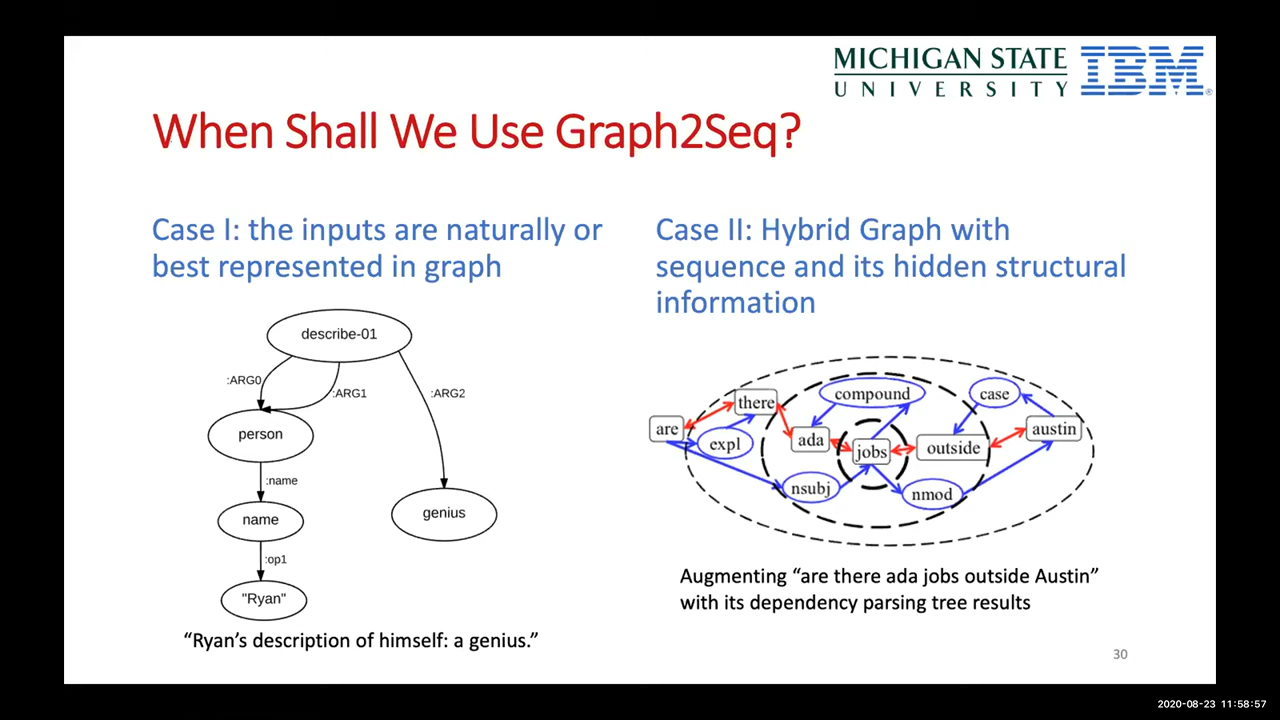 MICHIGAN STATE
UNIVERSITY
IBM
When Shall We Use Graph2Seq?
Case I: the inputs are naturally or
best represented in graph
describe-01
:ARG0
:ARG1
:ARG2
person
:name
name
genius
:op1
"Ryan"
“Ryan’s description of himself: a genius.”
Case II: Hybrid Graph with
sequence and its hidden structural
information
compound
case
there
are
austin
expl
ada
jobs
outside
nsubj
nmod
Augmenting “are there ada jobs outside Austin”
with its dependency parsing tree results
30
2020-08-23 11:58:57